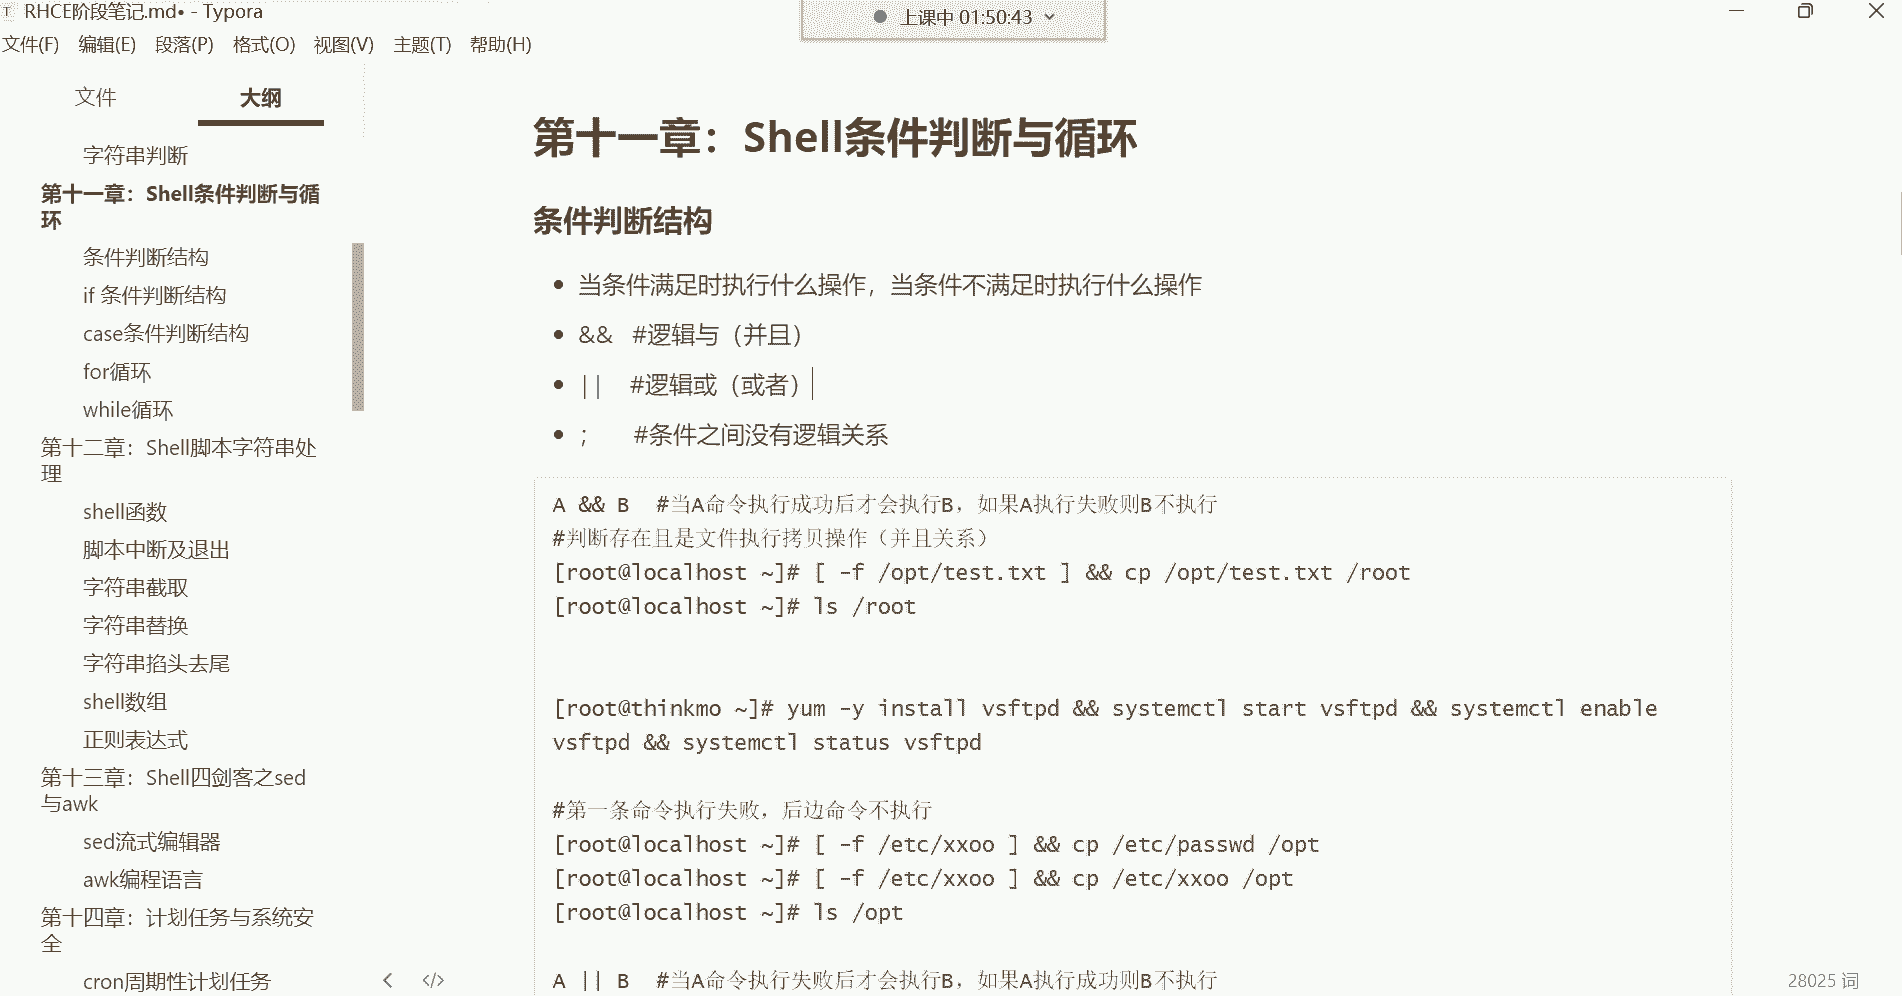 RHCE阶段笔记.md• - Typora
上课中 01:50:43
文件(F) 编辑(E) 段落(P) 格式(O) 视图(V) 主题(T) 帮助(H)
文件 大纲
字符串判断
第十一章：Shell条件判断与循
环
条件判断结构
if 条件判断结构
case条件判断结构
for循环
while循环
第十二章：Shell脚本字符串处
理
shell函数
脚本中断及退出
字符串截取
字符串替换
字符串掐头去尾
shell数组
正则表达式
第十三章：Shell四剑客之sed
与awk
sed流式编辑器
awk编程语言
第十四章：计划任务与系统安
全
cron周期性计划任务
第十一章：Shell条件判断与循环
条件判断结构
• 当条件满足时执行什么操作，当条件不满足时执行什么操作
• && #逻辑与（并且）
• || #逻辑或（或者）
• ; #条件之间没有逻辑关系
A && B #当A命令执行成功后才会执行B，如果A执行失败则B不执行
#判断存在且是文件执行拷贝操作（并且关系）
[root@localhost ~]# [ -f /opt/test.txt ] && cp /opt/test.txt /root
[root@localhost ~]# ls /root
[root@thinkmo ~]# yum -y install vsftpd && systemctl start vsftpd && systemctl enable
vsftpd && systemctl status vsftpd
#第一条命令执行失败，后边命令不执行
[root@localhost ~]# [ -f /etc/xxoo ] && cp /etc/passwd /opt
[root@localhost ~]# [ -f /etc/xxoo ] && cp /etc/xxoo /opt
[root@localhost ~]# ls /opt
A || B #当A命令执行失败后才会执行B，如果A执行成功则B不执行
28025 词